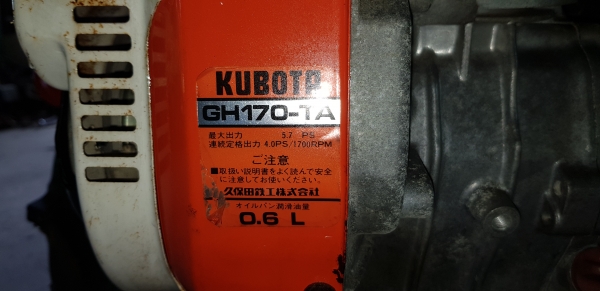 KUBOTA
GH170-TA
最大出力 5.7 PS
連続定格出力 4.0PS/1700RPM
ご注意
■取扱い説明書をよく読んで安全
に注意してお使いください。
久保田鉄工株式会社
オイルパン潤滑油量
0.6 L